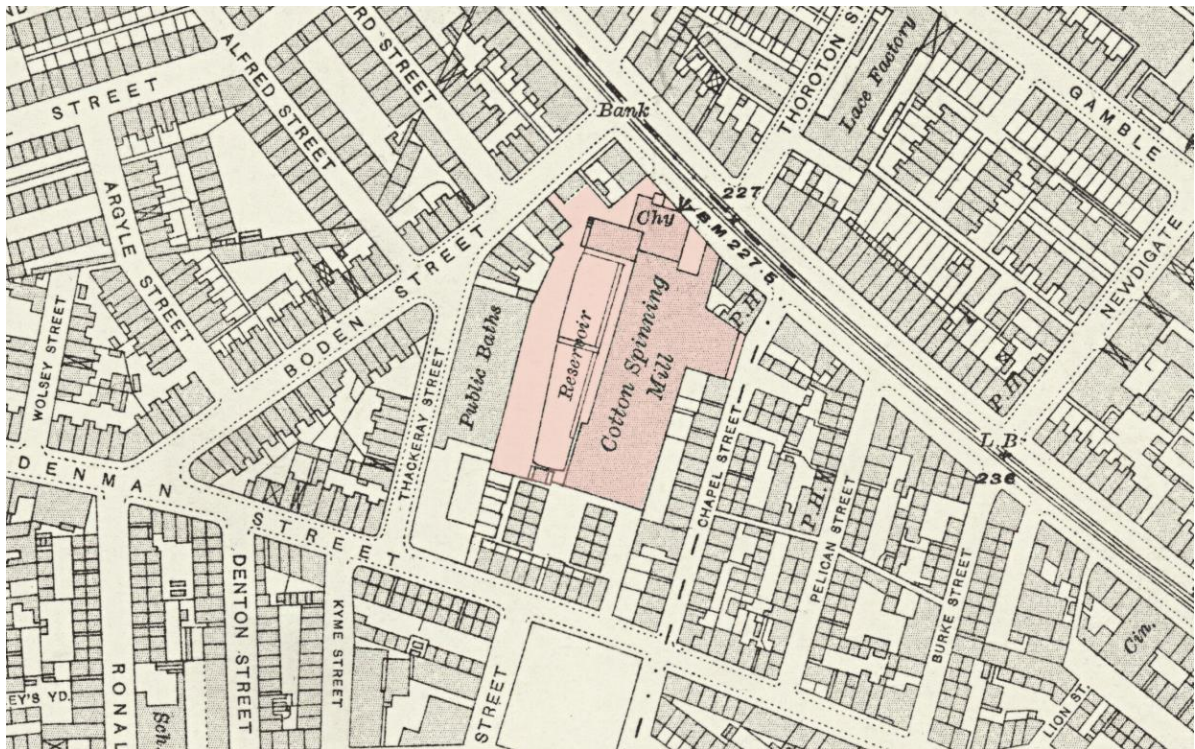 STREET
ALFRED STREET
RD STREET
Bank
THOROTON ST
Lace Factory
GAMBLE
ARGYLE STREET
227
Chy
B.M 227.5
NEWDIGATE
WOLSEY STREET
BODEN STREET
Public Baths
Reservoir
Cotton Spinning
Mill
P.H.
P.H.
L.B
236
THACKERAY STREET
CHAPEL STREET
P.H.
PELICAN STREET
DENMAN STREET
DENTON STREET
KYME STREET
BURKE STREET
Cin.
EY'S YD.
RONAL
Sch.
STREET
LION ST.